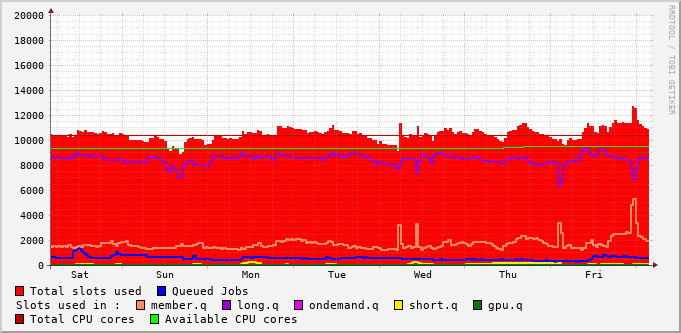 RRDTOOL / TOBI OETIKER
20000
18000
16000
14000
12000
10000
8000
6000
4000
2000
0
Sat Sun Mon Tue Wed Thu Fri
Total slots used Queued Jobs
Slots used in : member.q long.q ondemand.q short.q gpu.q
Total CPU cores Available CPU cores